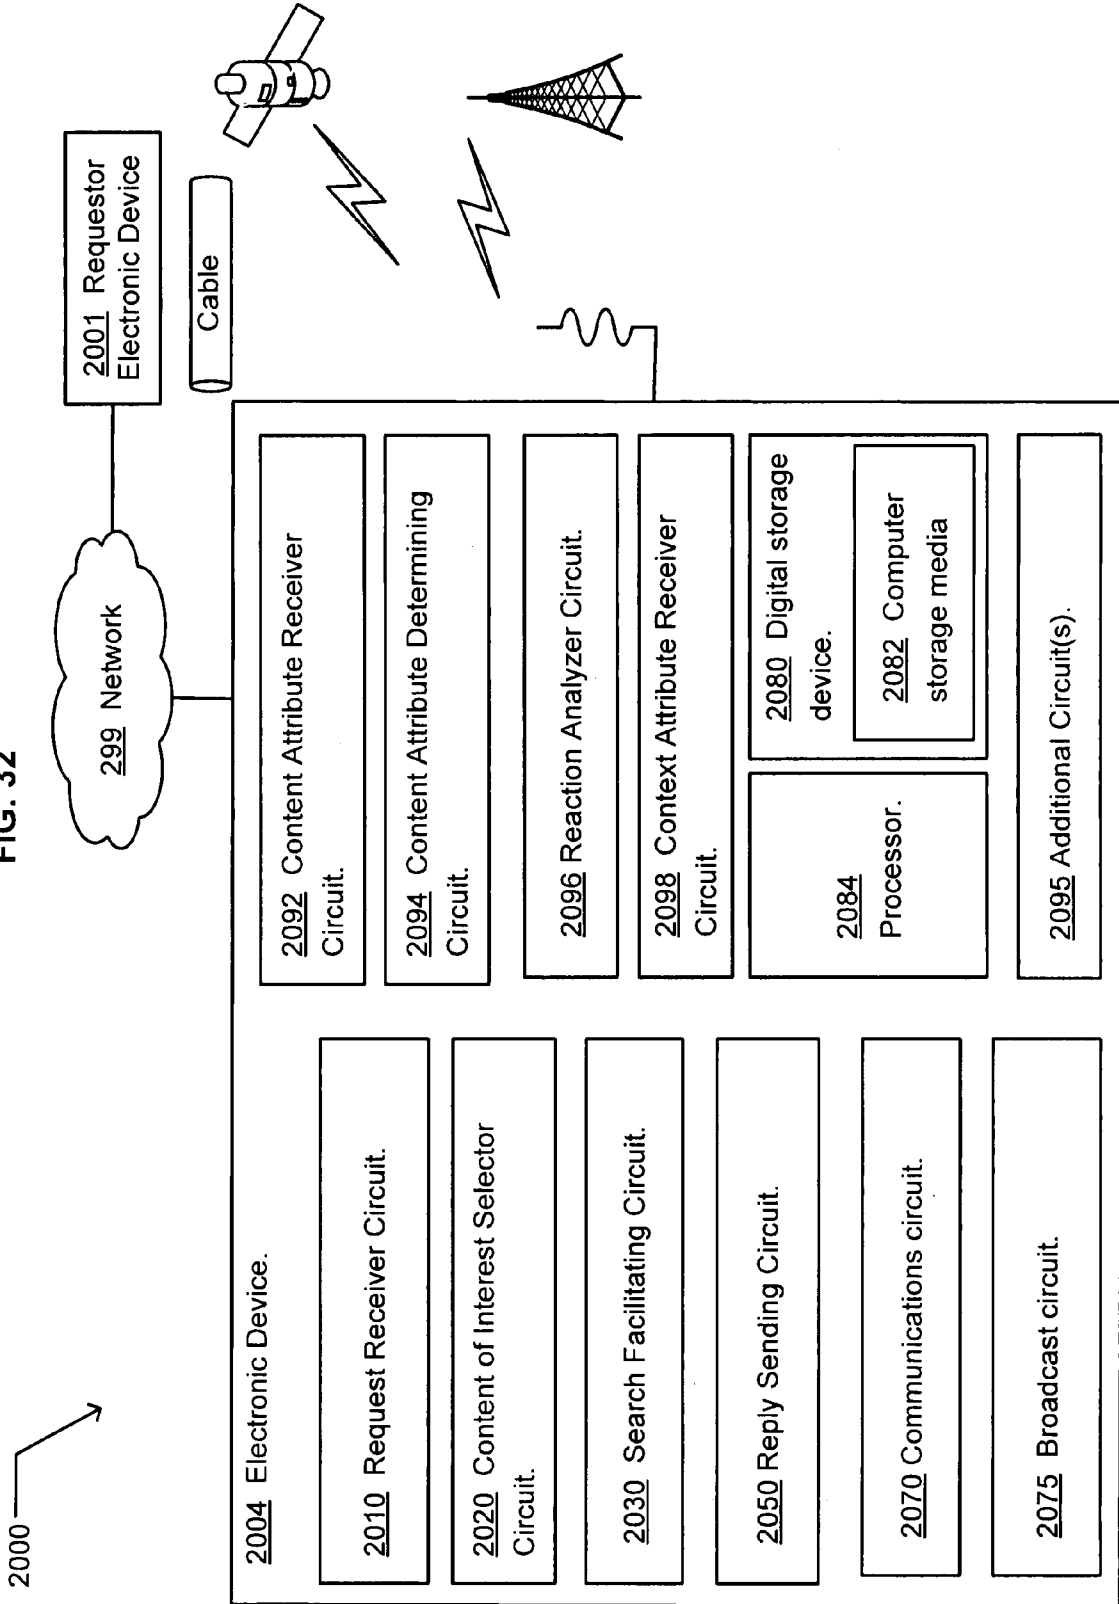 FIG. 32
2000
299 Network
2001 Requestor
Electronic Device
Cable
2004 Electronic Device.
2010 Request Receiver Circuit.
2020 Content of Interest Selector
Circuit.
2030 Search Facilitating Circuit.
2050 Reply Sending Circuit.
2070 Communications circuit.
2075 Broadcast circuit.
2092 Content Attribute Receiver
Circuit.
2094 Content Attribute Determining
Circuit.
2096 Reaction Analyzer Circuit.
2098 Context Attribute Receiver
Circuit.
2084
Processor.
2080 Digital storage
device.
2082 Computer
storage media
2095 Additional Circuit(s).